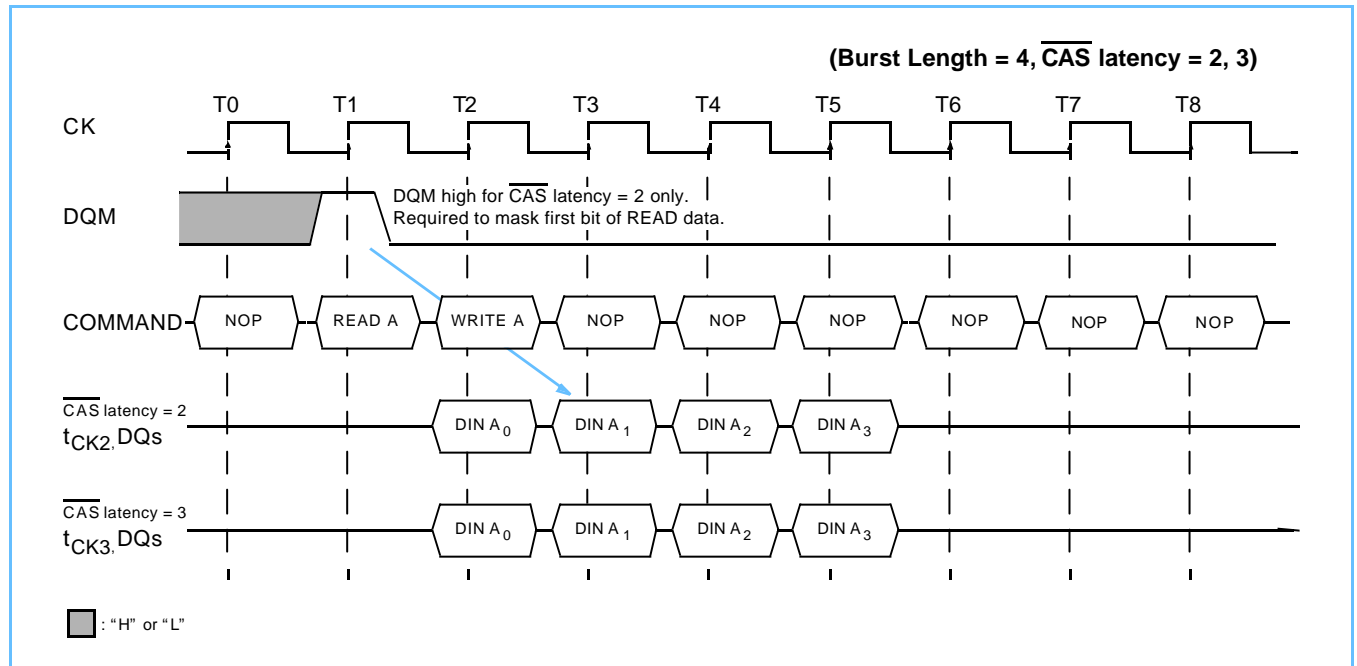 (Burst Length = 4, CAS latency = 2, 3)
T0 T1 T2 T3 T4 T5 T6 T7 T8
CK
DQM high for CAS latency = 2 only.
DQM
Required to mask first bit of READ data.
COMMAND NOP READ A WRITE A NOP NOP NOP NOP NOP NOP
CAS latency = 2
tCK2, DQs DIN A0 DIN A1 DIN A2 DIN A3
CAS latency = 3
tCK3, DQs DIN A0 DIN A1 DIN A2 DIN A3
: “H” or “L”